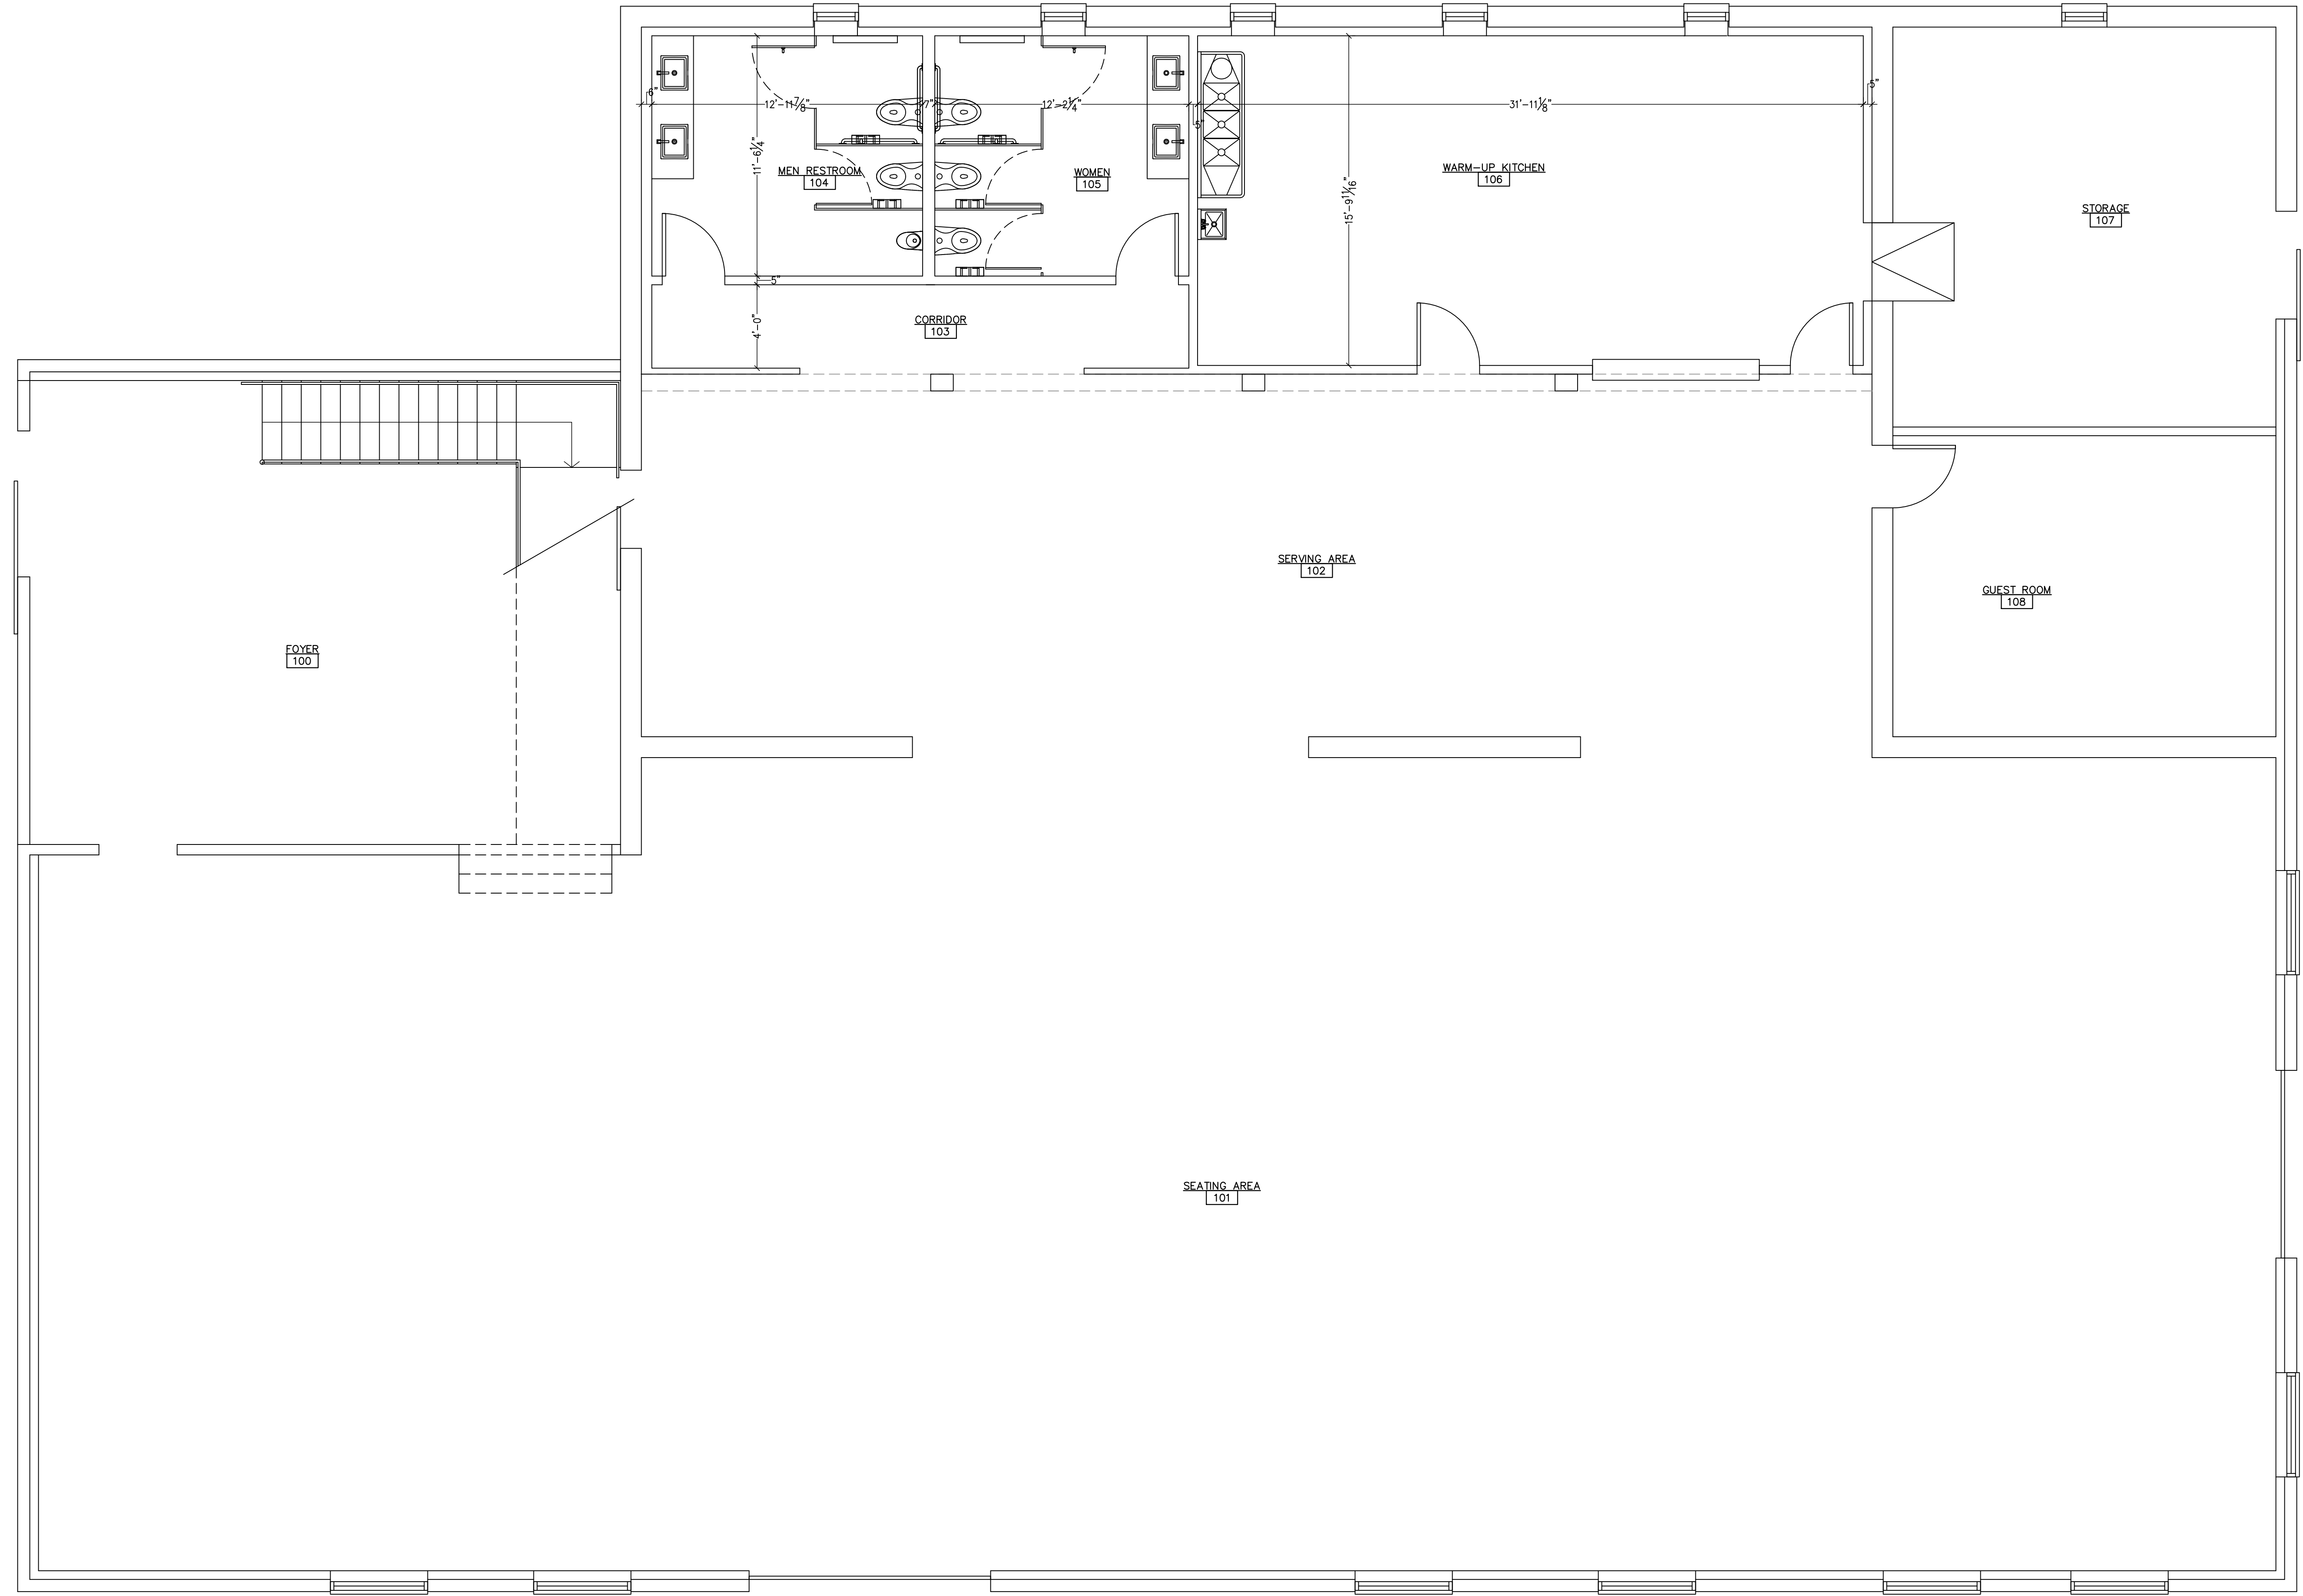 6"
12'-11 7/8"
7"
12'-2 1/4"
5"
31'-11 1/8"
5"
11'-6 1/4"
MEN RESTROOM
104
WOMEN
105
15'-9 11/16"
WARM-UP KITCHEN
106
STORAGE
107
5"
4'-0"
CORRIDOR
103
SERVING AREA
102
GUEST ROOM
108
FOYER
100
SEATING AREA
101